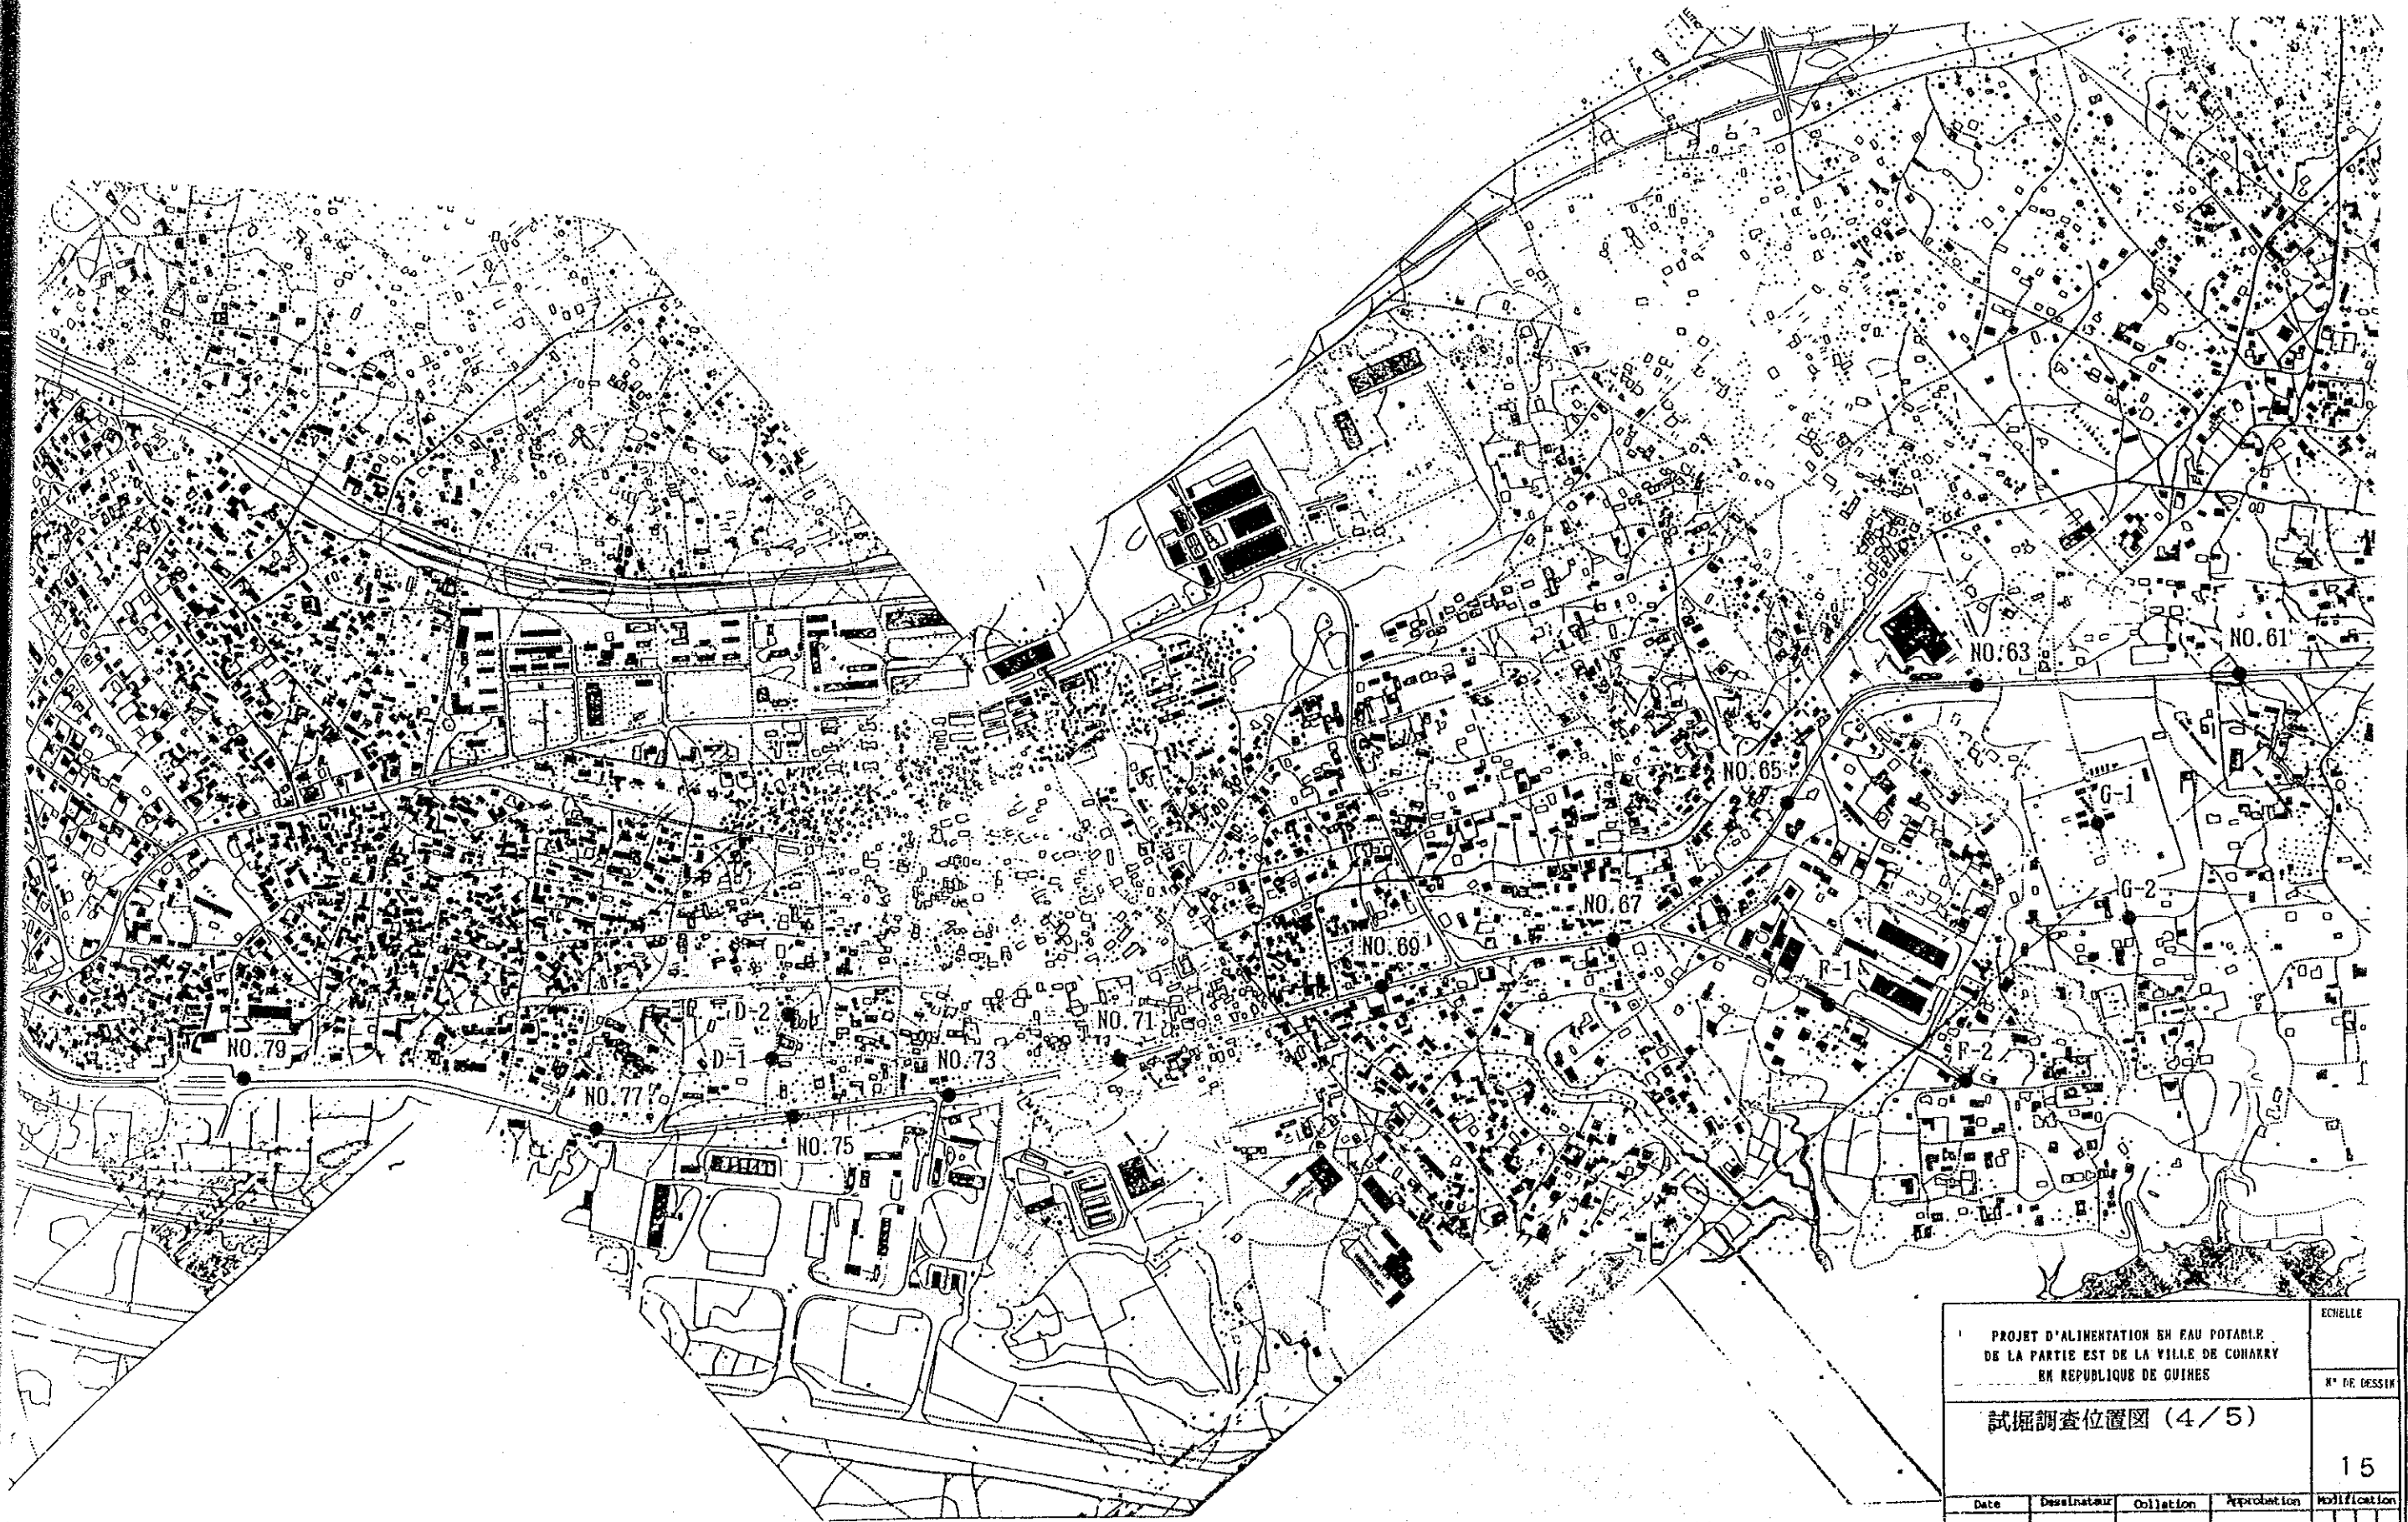 NO.61
NO.63
NO.65
G-1
G-2
NO.67
NO.69
F-1
D-2
NO.71
NO.79
D-1
F-2
NO.73
NO.77
NO.75
PROJET D'ALIMENTATION EN EAU POTABLE
DE LA PARTIE EST DE LA VILLE DE CONAKRY
EN REPUBLIQUE DE GUINEE
ECHELLE
N° DE DESSIN
試掘調査位置図（4／5）
15
Date Dessinateur Collation Approbation Modification